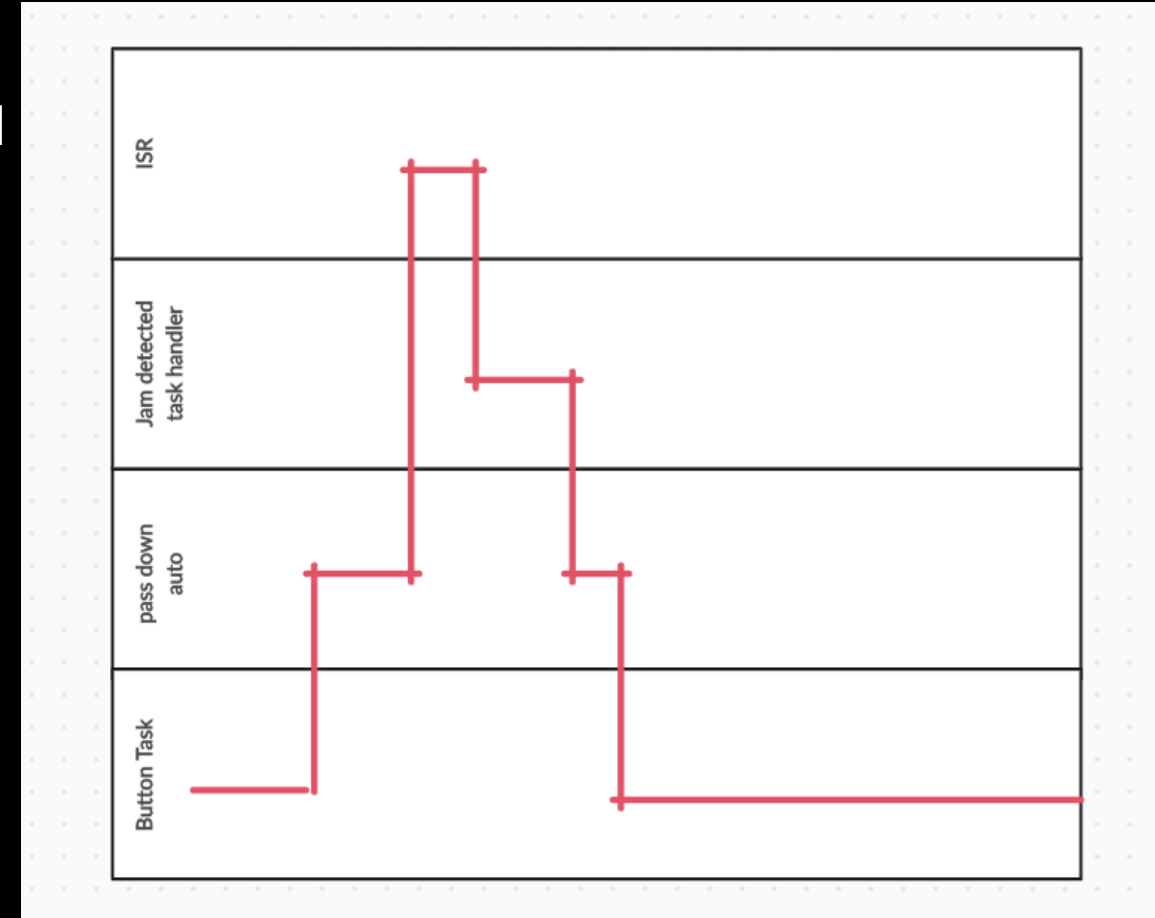 ISR
Jam detected
task handler
pass down
auto
Button Task